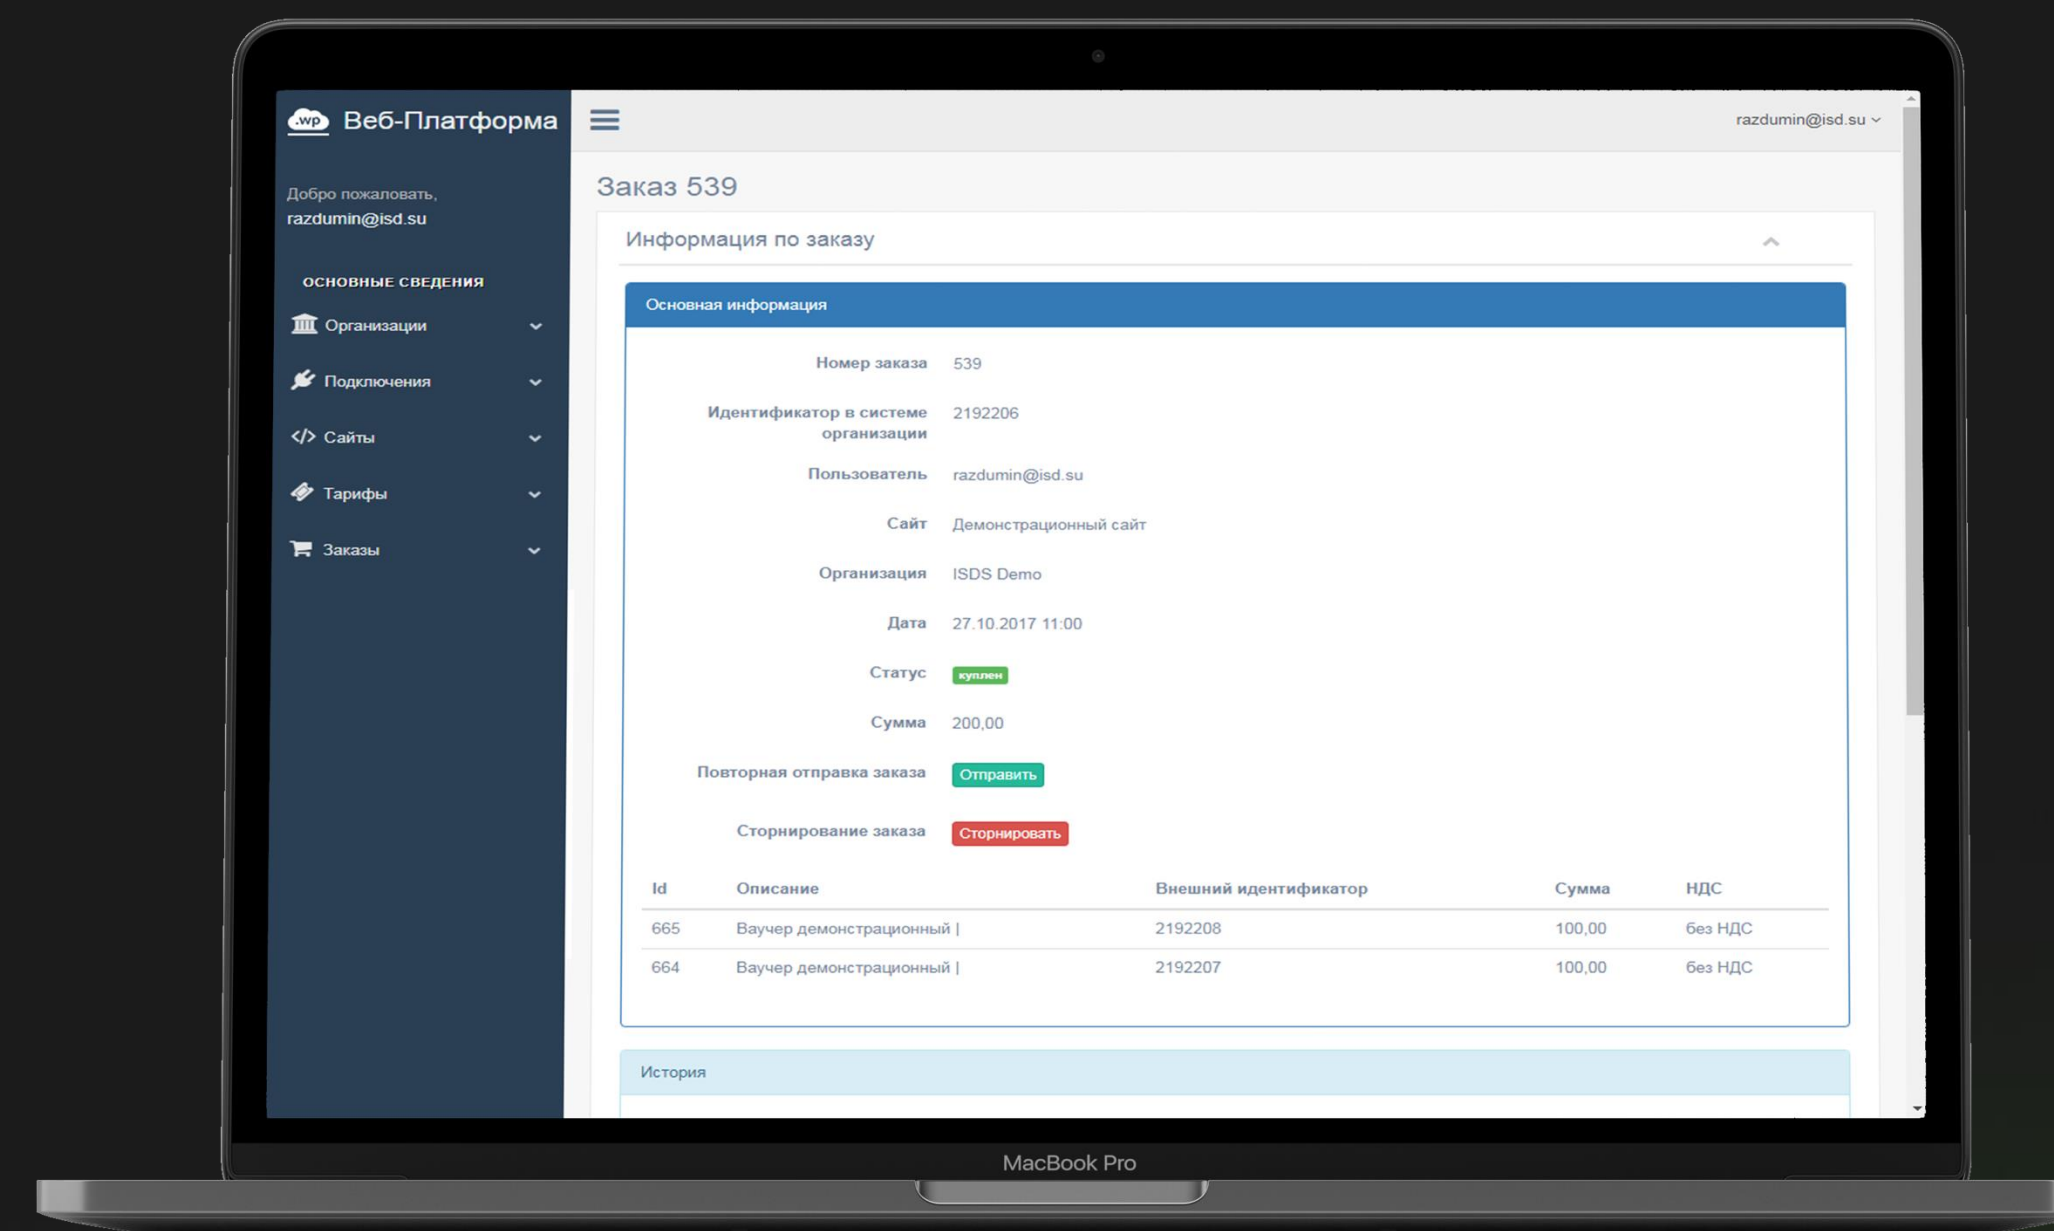 .wp Веб-Платформа
razdumin@isd.su
Добро пожаловать,
razdumin@isd.su
ОСНОВНЫЕ СВЕДЕНИЯ
Организации
Подключения
</> Сайты
Тарифы
Заказы
Заказ 539
Информация по заказу
Основная информация
Номер заказа 539
Идентификатор в системе 2192206
организации
Пользователь razdumin@isd.su
Сайт Демонстрационный сайт
Организация ISDS Demo
Дата 27.10.2017 11:00
Статус куплен
Сумма 200,00
Повторная отправка заказа Отправить
Сторнирование заказа Сторнировать
Id Описание Внешний идентификатор Сумма НДС
665 Ваучер демонстрационный | 2192208 100,00 без НДС
664 Ваучер демонстрационный | 2192207 100,00 без НДС
История
MacBook Pro